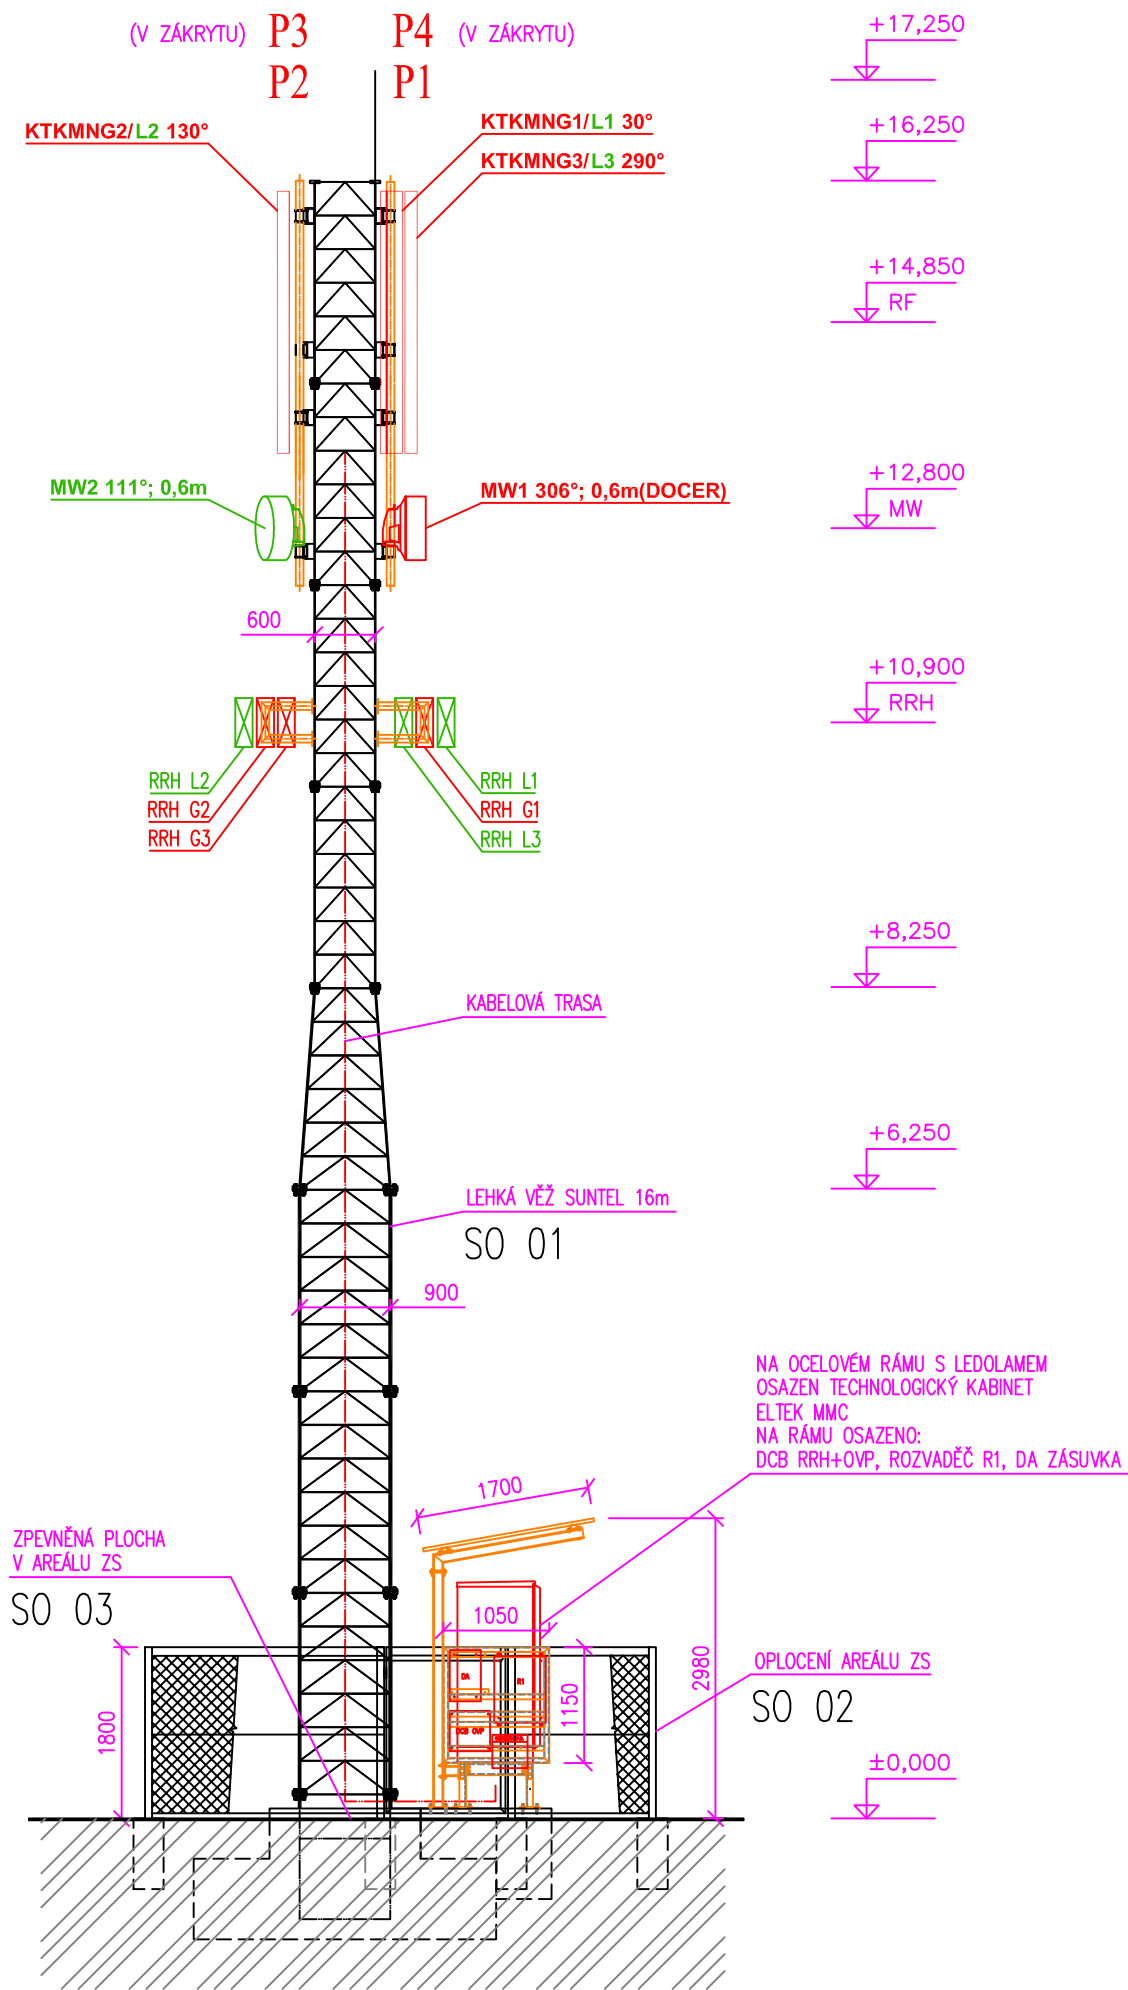 (V ZÁKRYTU) P3 P4 (V ZÁKRYTU)
P2 P1
+17,250
KTKMNG2/L2 130°
KTKMNG1/L1 30°
KTKMNG3/L3 290°
+16,250
+14,850
RF
MW2 111°; 0,6m
MW1 306°; 0,6m(DOCER)
+12,800
MW
600
+10,900
RRH
RRH L2
RRH G2
RRH G3
RRH L1
RRH G1
RRH L3
+8,250
KABELOVÁ TRASA
+6,250
LEHKÁ VĚŽ SUNTEL 16m
SO 01
900
NA OCELOVÉM RÁMU S LEDOLAMEM
OSAZEN TECHNOLOGICKÝ KABINET
ELTEK MMC
NA RÁMU OSAZENO:
DCB RRH+OVP, ROZVADĚČ R1, DA ZÁSUVKA
1700
ZPEVNĚNÁ PLOCHA
V AREÁLU ZS
SO 03
1050
1800
DA
R1
DCB OVP
1150
2980
OPLOCENÍ AREÁLU ZS
SO 02
±0,000